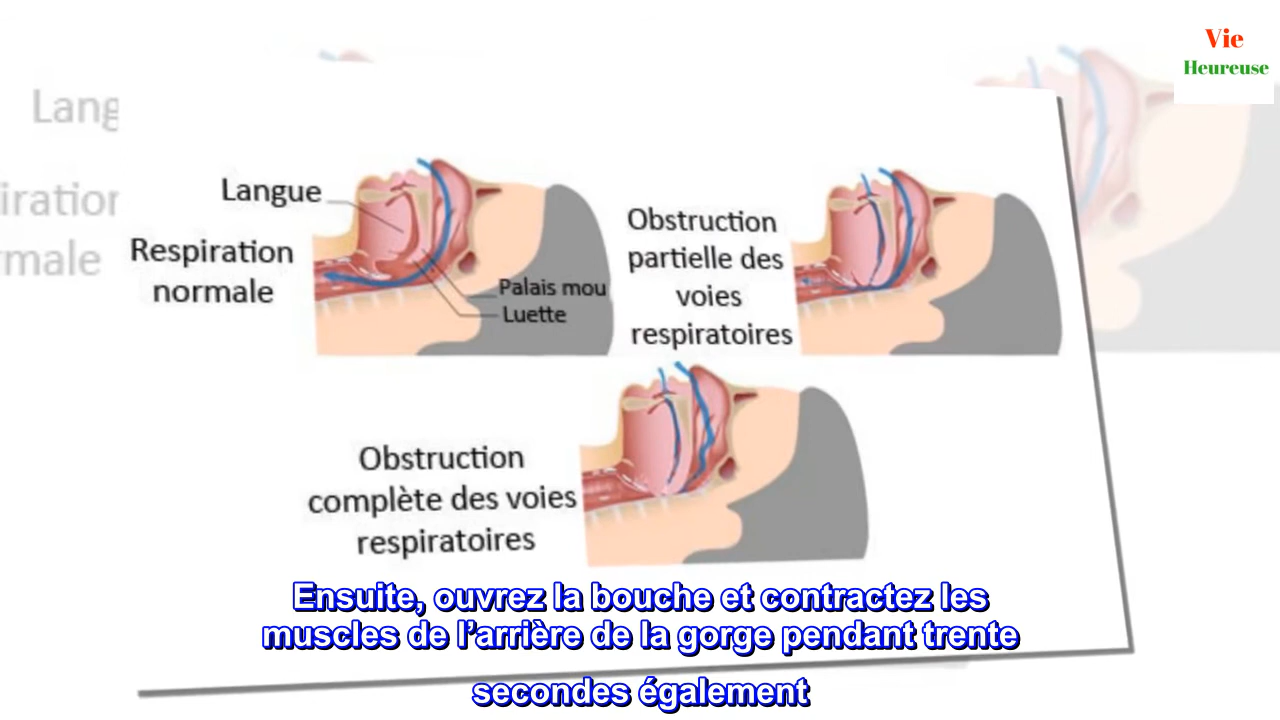 Vie
Heureuse
Lang
iration
rmale
Langue
Respiration
normale
Palais mou
Luette
Obstruction
partielle des
voies
respiratoires
Obstruction
complète des voies
respiratoires
Ensuite, ouvrez la bouche et contractez les
muscles de l’arrière de la gorge pendant trente
secondes également